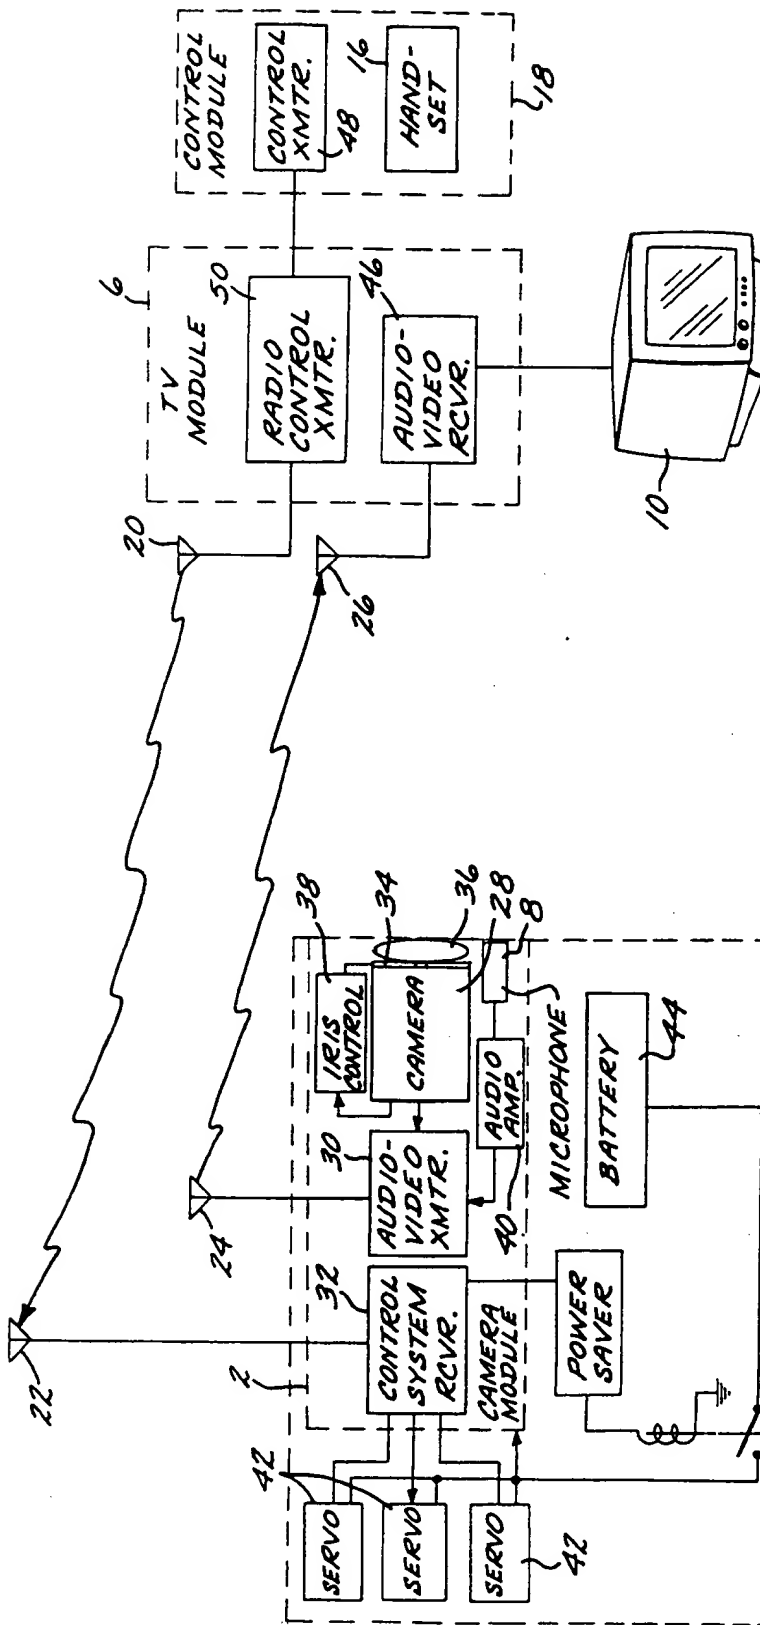 CONTROL
MODULE
CONTROL
XMTR.
48
16
HAND-
SET
18
6
TV
MODULE
50
RADIO
CONTROL
XMTR.
46
AUDIO-
VIDEO
RCVR.
10
20
26
22
24
38
IRIS
CONTROL
34
36
CAMERA
28
8
30
AUDIO-
VIDEO
XMTR.
AUDIO
AMP.
40
MICROPHONE
32
CONTROL
SYSTEM
RCVR.
2
CAMERA
MODULE
BATTERY
44
POWER
SAVER
42
SERVO
SERVO
SERVO
42